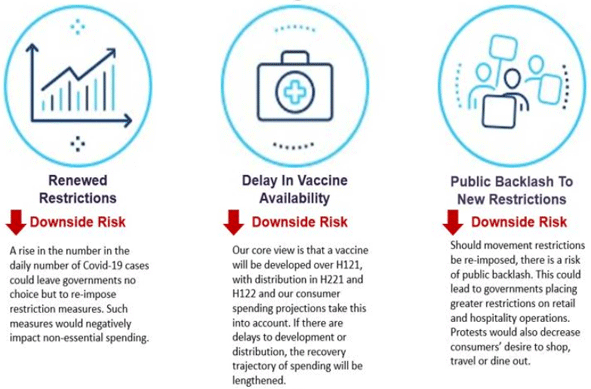 Renewed
Restrictions
Downside Risk
A rise in the number in the
daily number of Covid-19 cases
could leave governments no
choice but to re-impose
restriction measures. Such
measures would negatively
impact non-essential spending.
Delay In Vaccine
Availability
Downside Risk
Our core view is that a vaccine
will be developed over H121,
with distribution in H221 and
H122 and our consumer
spending projections take this
into account. If there are
delays to development or
distribution, the recovery
trajectory of spending will be
lengthened.
Public Backlash To
New Restrictions
Downside Risk
Should movement restrictions
be re-imposed, there is a risk
of public backlash. This could
lead to governments placing
greater restrictions on retail
and hospitality operations.
Protests would also decrease
consumers' desire to shop,
travel or dine out.